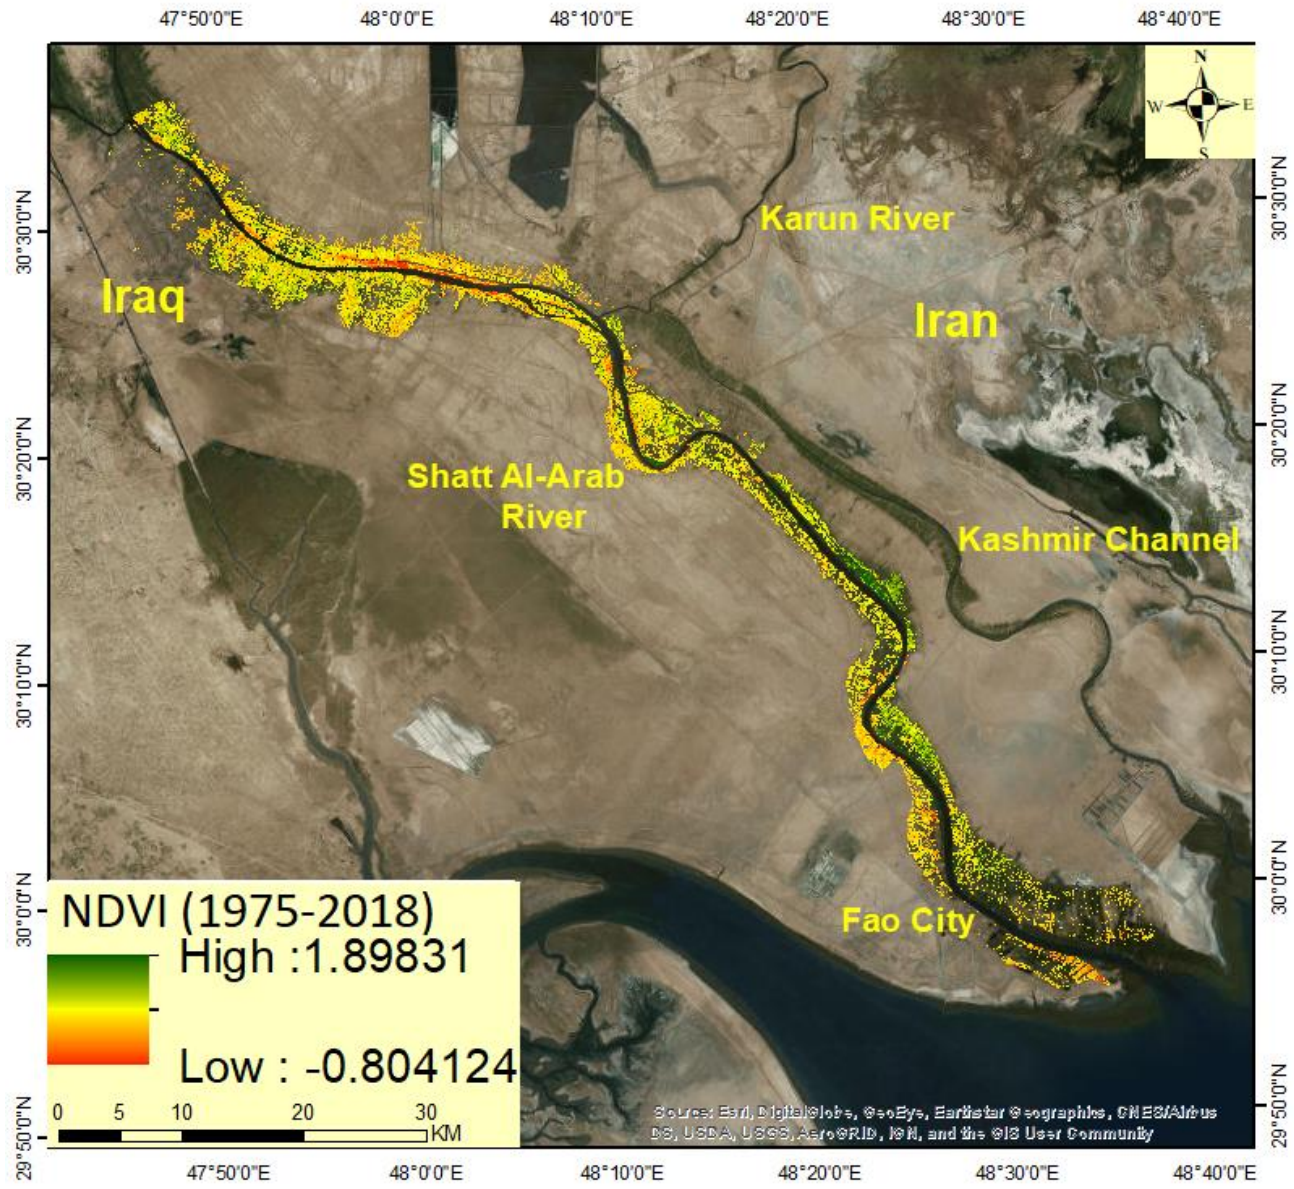 47°50'0"E 48°0'0"E 48°10'0"E 48°20'0"E 48°30'0"E 48°40'0"E
N
W E
S
30°30'0"N
30°30'0"N
Karun River
Iraq
Iran
30°20'0"N
30°20'0"N
Shatt Al-Arab
River
Kashmir Channel
30°10'0"N
30°10'0"N
30°0'0"N
30°0'0"N
Fao City
NDVI (1975-2018)
High :1.89831
Low : -0.804124
0 5 10 20 30
KM
Source: Esri, DigitalGlobe, GeoEye, Earthstar Geographics, CNES/Airbus
DS, USDA, USGS, AeroGRID, IGN, and the GIS User Community
29°50'0"N
29°50'0"N
47°50'0"E 48°0'0"E 48°10'0"E 48°20'0"E 48°30'0"E 48°40'0"E